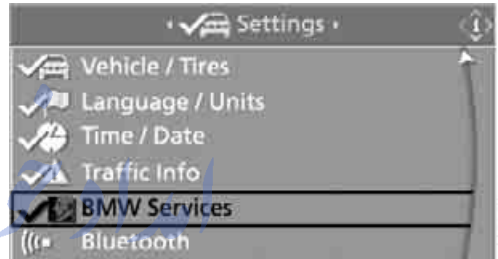 Settings
Vehicle / Tires
Language / Units
Time / Date
Traffic Info
BMW Services
Bluetooth